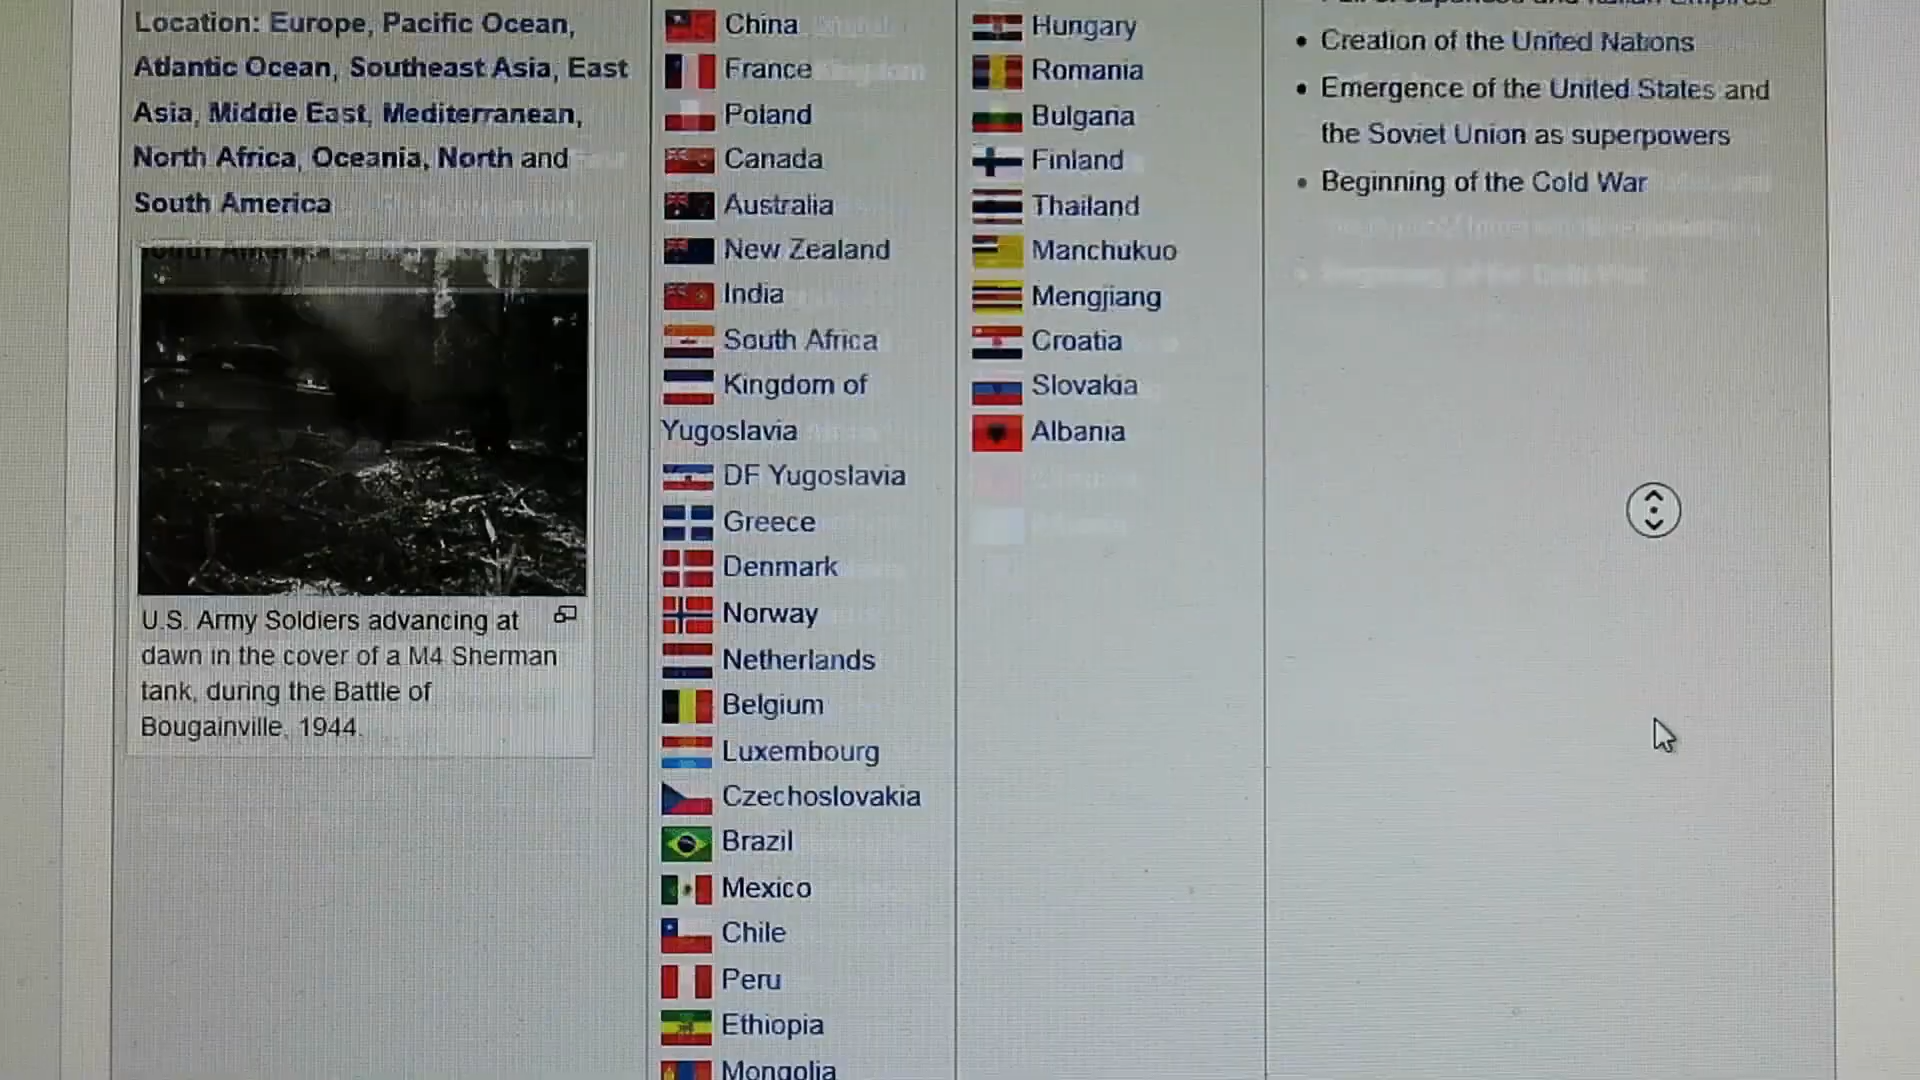 Location: Europe, Pacific Ocean,
Atlantic Ocean, Southeast Asia, East
Asia, Middle East, Mediterranean,
North Africa, Oceania, North and
South America
U.S. Army Soldiers advancing at
dawn in the cover of a M4 Sherman
tank, during the Battle of
Bougainville, 1944.
China
France
Poland
Canada
Australia
New Zealand
India
South Africa
Kingdom of
Yugoslavia
DF Yugoslavia
Greece
Denmark
Norway
Netherlands
Belgium
Luxembourg
Czechoslovakia
Brazil
Mexico
Chile
Peru
Ethiopia
Mongolia
Hungary
Romania
Bulgaria
Finland
Thailand
Manchukuo
Mengjiang
Croatia
Slovakia
Albania
• Creation of the United Nations
• Emergence of the United States and
the Soviet Union as superpowers
• Beginning of the Cold War